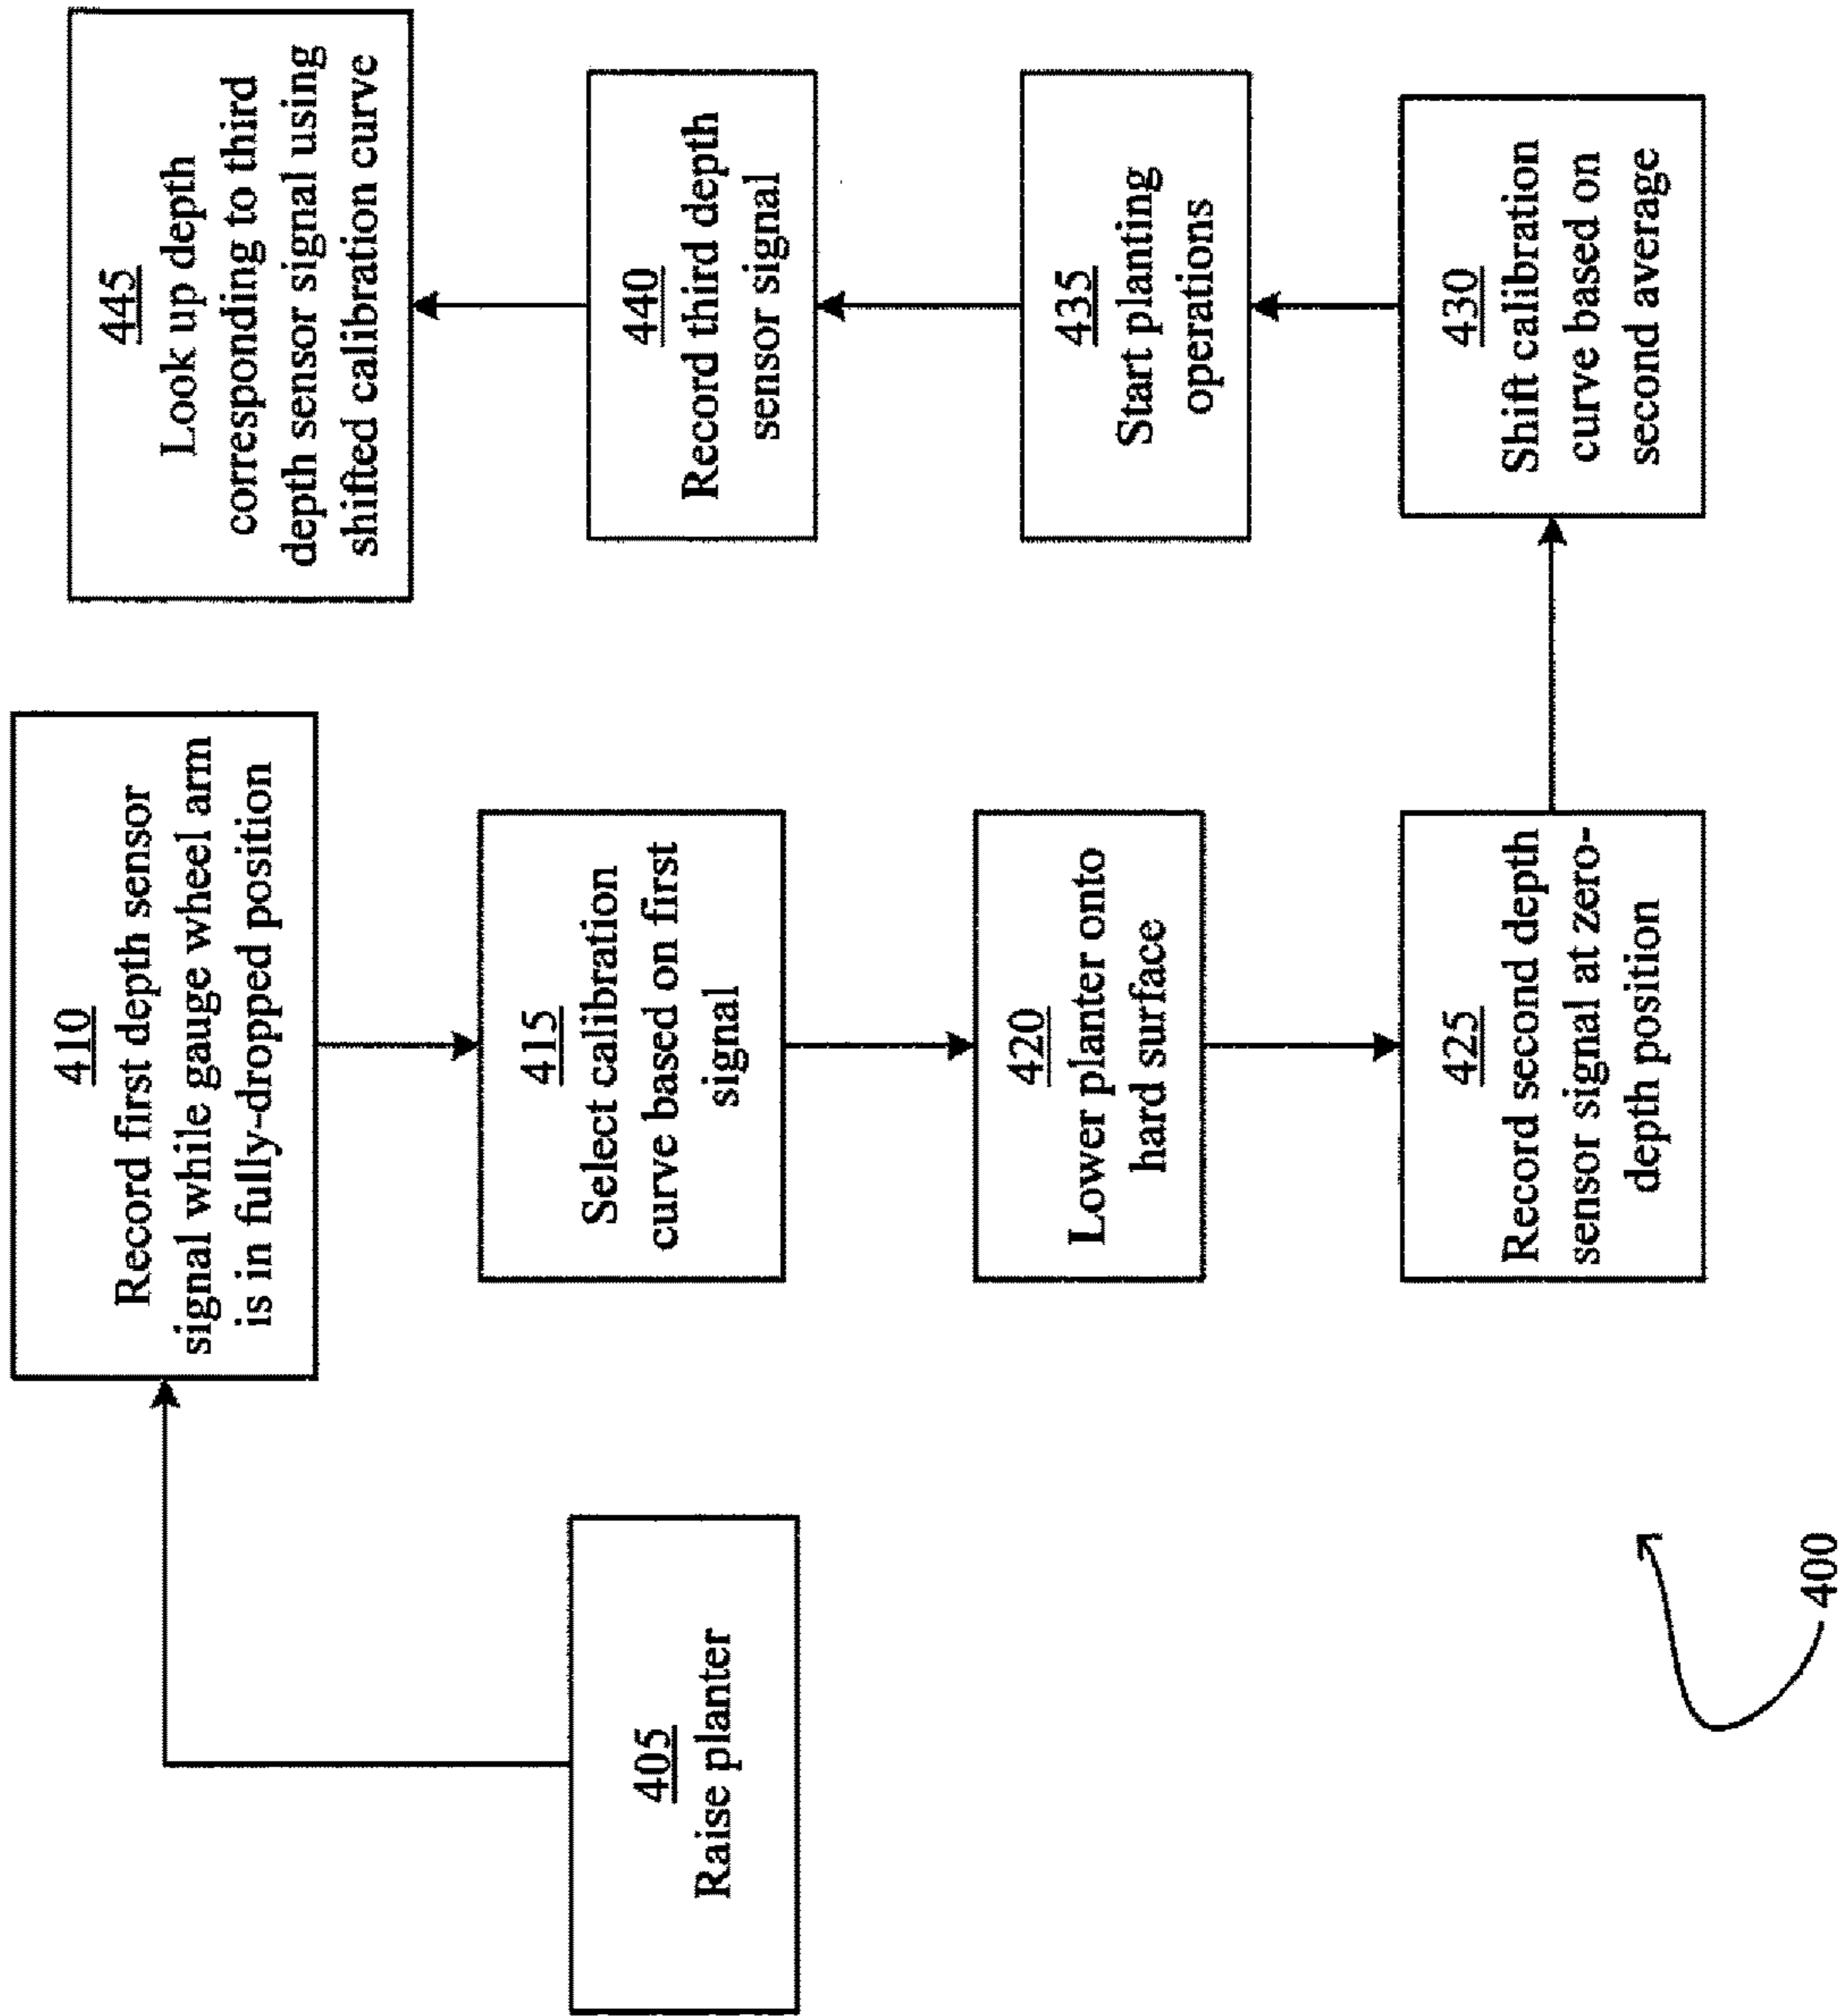 405
Raise planter
410
Record first depth sensor
signal while gauge wheel arm
is in fully-dropped position
415
Select calibration
curve based on first
signal
420
Lower planter onto
hard surface
425
Record second depth
sensor signal at zero-
depth position
430
Shift calibration
curve based on
second average
435
Start planting
operations
440
Record third depth
sensor signal
445
Look up depth
corresponding to third
depth sensor signal using
shifted calibration curve
400